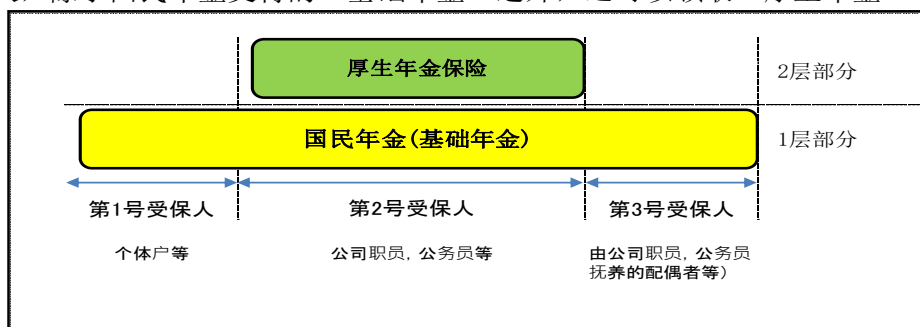 厚生年金保险
2层部分
国民年金(基础年金)
1层部分
第1号受保人
第2号受保人
第3号受保人
个体户等
公司职员, 公务员等
由公司职员, 公务员
抚养的配偶者等）